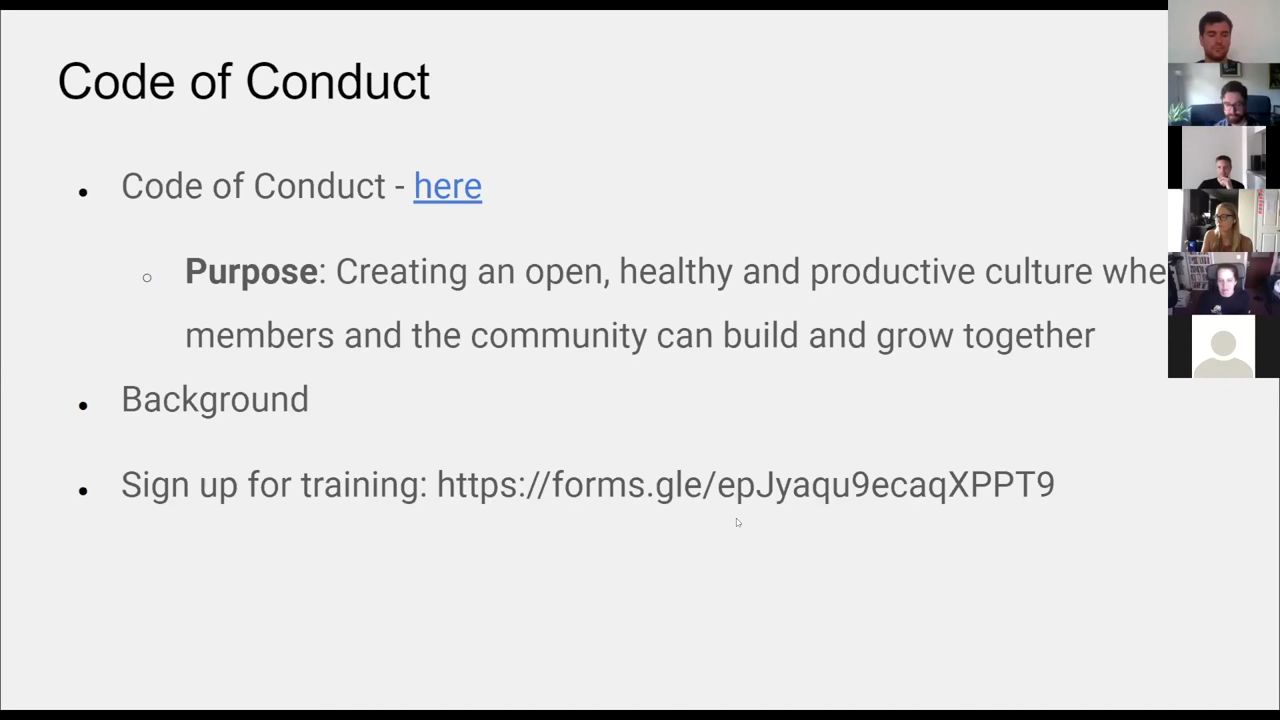 Code of Conduct
Code of Conduct - here
Purpose: Creating an open, healthy and productive culture whe
members and the community can build and grow together
Background
Sign up for training: https://forms.gle/epJyaqu9ecaqXPPT9